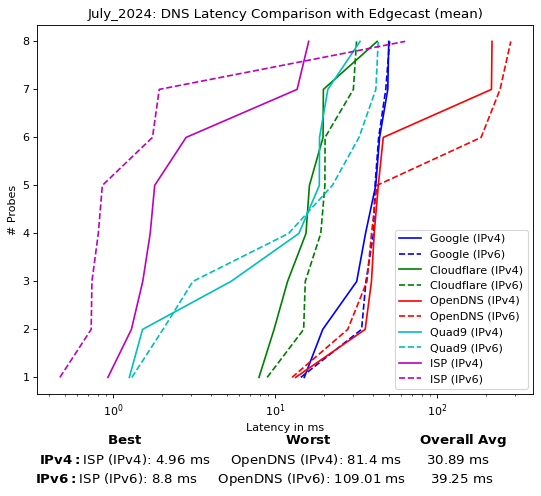 July_2024: DNS Latency Comparison with Edgecast (mean)
8
7
6
5
4
3
2
1
# Probes
Google (IPv4)
Google (IPv6)
Cloudflare (IPv4)
Cloudflare (IPv6)
OpenDNS (IPv4)
OpenDNS (IPv6)
Quad9 (IPv4)
Quad9 (IPv6)
ISP (IPv4)
ISP (IPv6)
10⁰ 10¹ 10²
Latency in ms
Best Worst Overall Avg
IPv4: ISP (IPv4): 4.96 ms OpenDNS (IPv4): 81.4 ms 30.89 ms
IPv6: ISP (IPv6): 8.8 ms OpenDNS (IPv6): 109.01 ms 39.25 ms